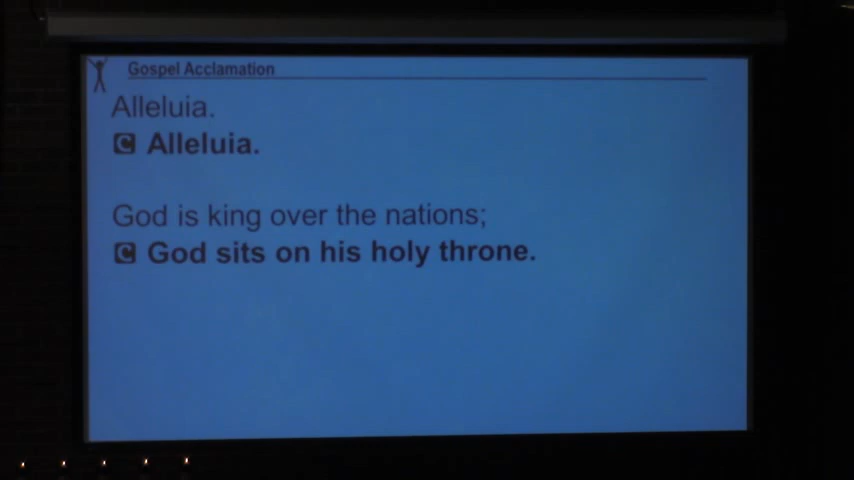 Gospel Acclamation
Alleluia.
C Alleluia.
God is king over the nations;
C God sits on his holy throne.